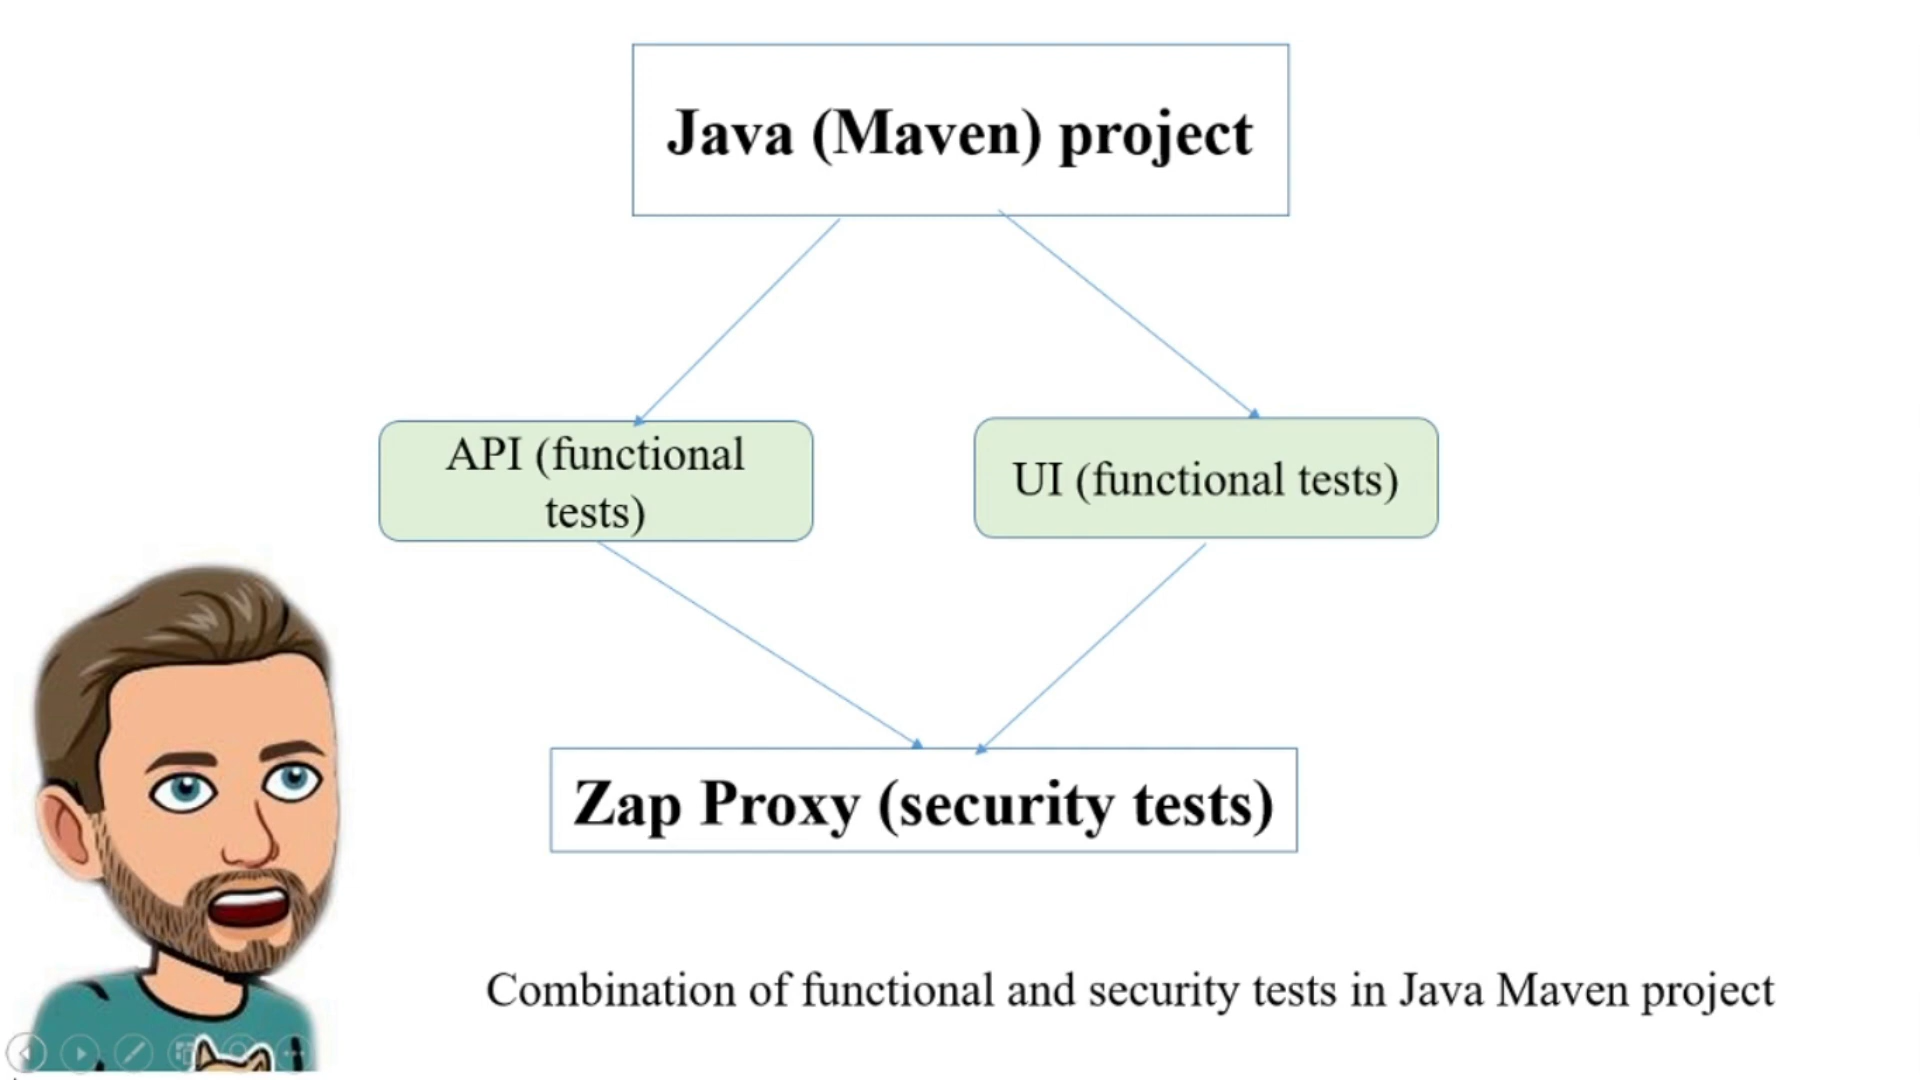 Java (Maven) project
API (functional
tests)
UI (functional tests)
Zap Proxy (security tests)
Combination of functional and security tests in Java Maven project